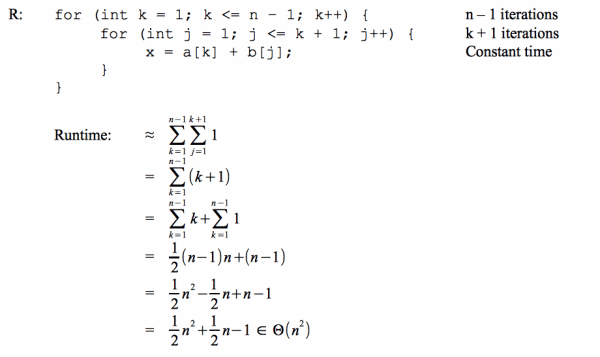 R: for (int k = 1; k <= n - 1; k++) { n – 1 iterations
for (int j = 1; j <= k + 1; j++) { k + 1 iterations
x = a[k] + b[j]; Constant time
}
}
Runtime: ≈ ∑_{k=1}^{n−1} ∑_{j=1}^{k+1} 1
= ∑_{k=1}^{n−1} (k+1)
= ∑_{k=1}^{n−1} k + ∑_{k=1}^{n−1} 1
= 1/2 (n−1)n+(n−1)
= 1/2 n² − 1/2 n+n−1
= 1/2 n² + 1/2 n−1 ∈ Θ(n²)